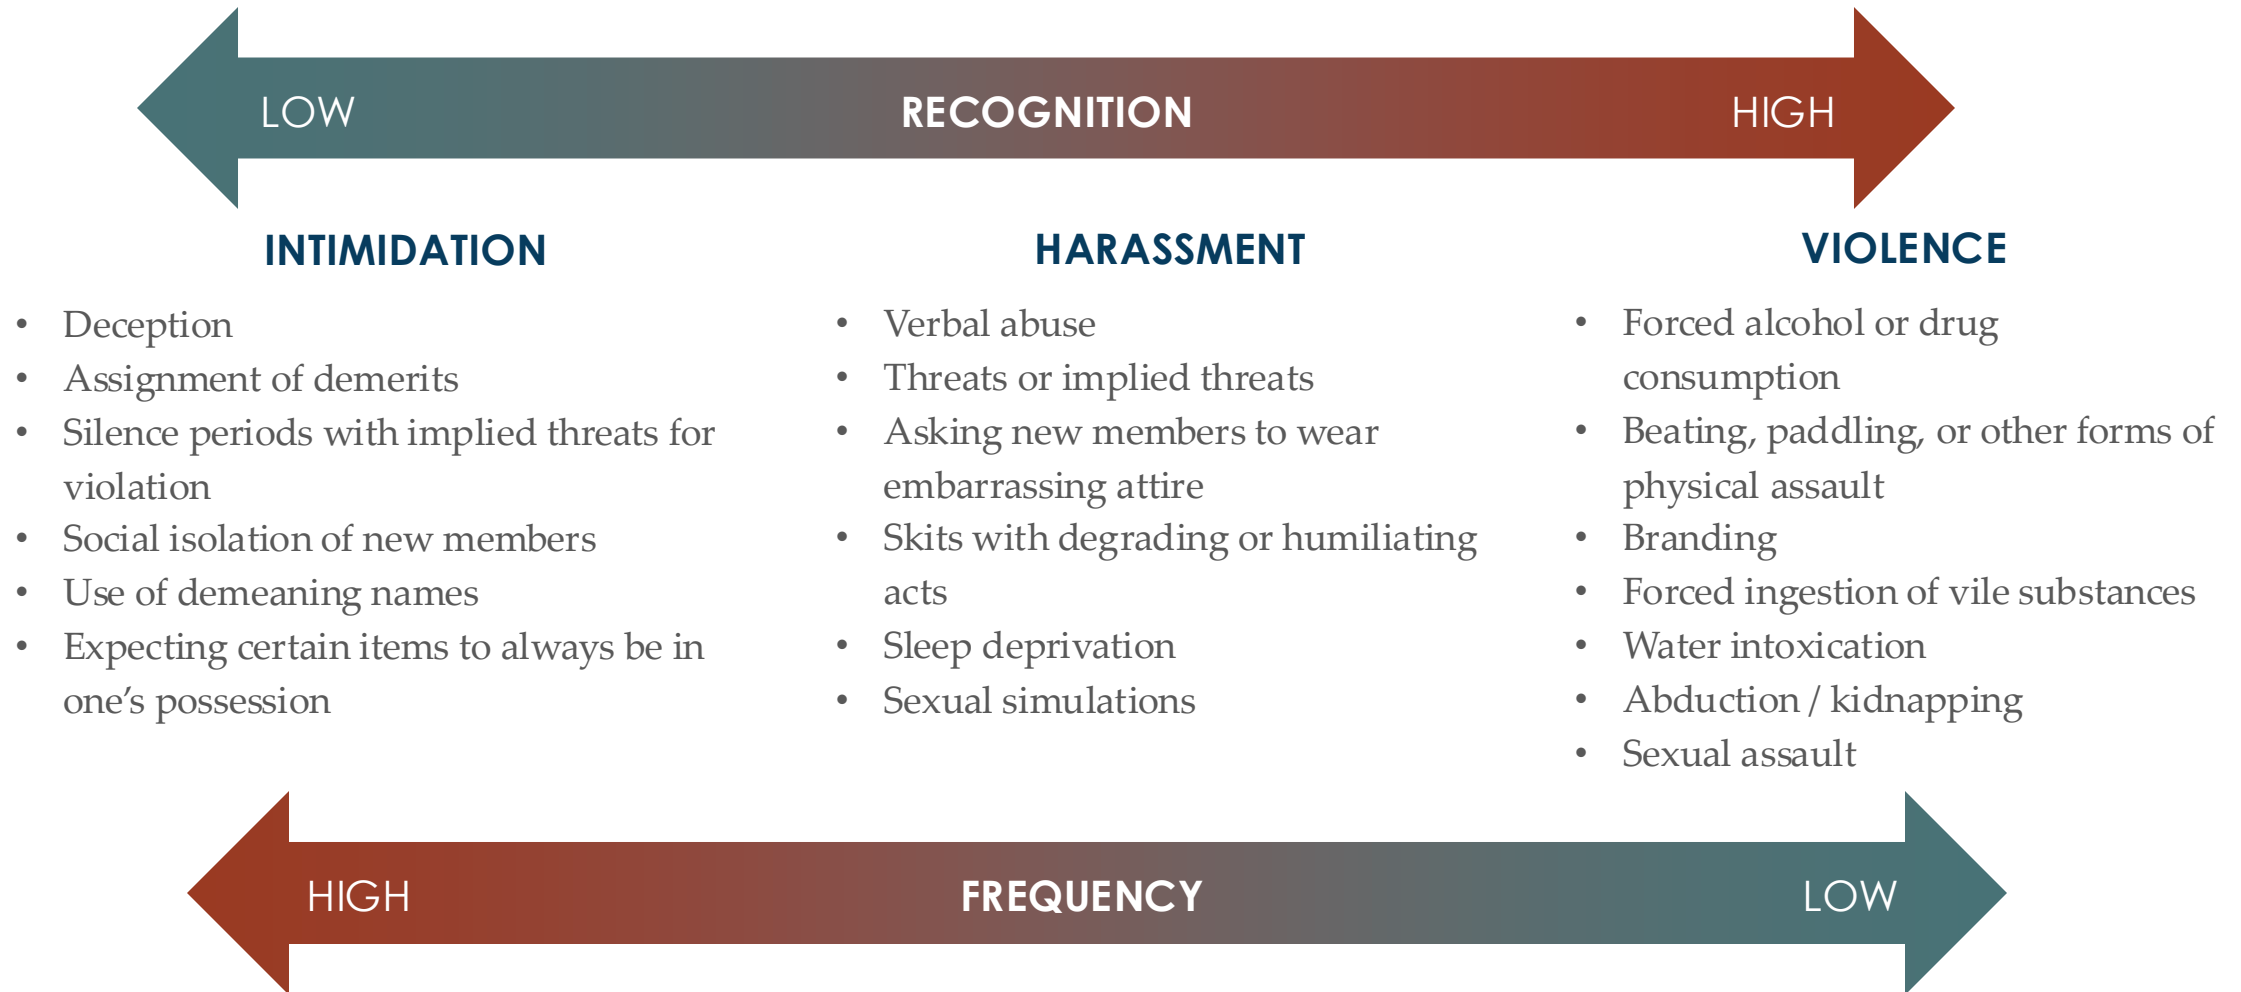 LOW RECOGNITION HIGH
INTIMIDATION
• Deception
• Assignment of demerits
• Silence periods with implied threats for
violation
• Social isolation of new members
• Use of demeaning names
• Expecting certain items to always be in
one’s possession
HARASSMENT
• Verbal abuse
• Threats or implied threats
• Asking new members to wear
embarrassing attire
• Skits with degrading or humiliating
acts
• Sleep deprivation
• Sexual simulations
VIOLENCE
• Forced alcohol or drug
consumption
• Beating, paddling, or other forms of
physical assault
• Branding
• Forced ingestion of vile substances
• Water intoxication
• Abduction / kidnapping
• Sexual assault
HIGH FREQUENCY LOW